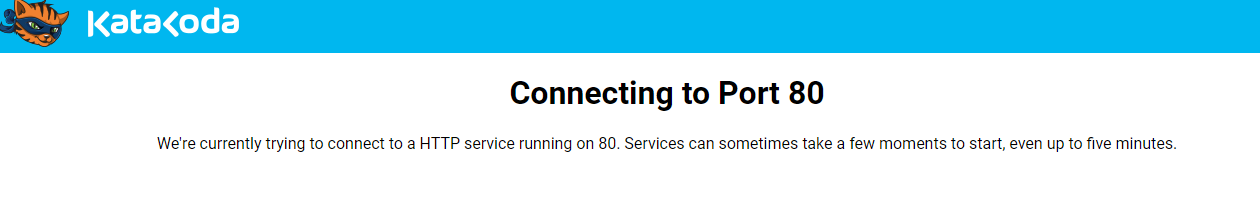 Katakoda
Connecting to Port 80
We're currently trying to connect to a HTTP service running on 80. Services can sometimes take a few moments to start, even up to five minutes.